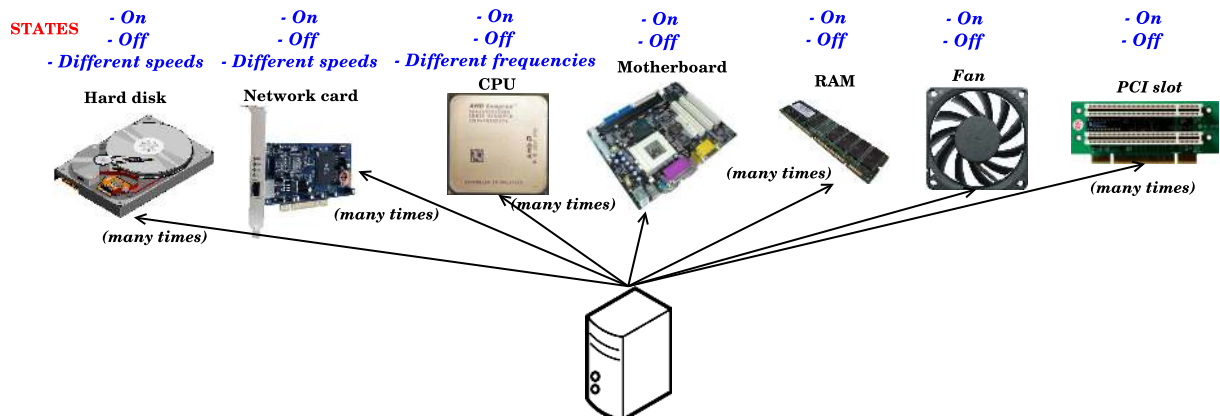 STATES
- On
- Off
- Different speeds
Hard disk
(many times)
- On
- Off
- Different speeds
Network card
(many times)
- On
- Off
- Different frequencies
CPU
(many times)
- On
- Off
Motherboard
- On
- Off
RAM
(many times)
- On
- Off
Fan
- On
- Off
PCI slot
(many times)